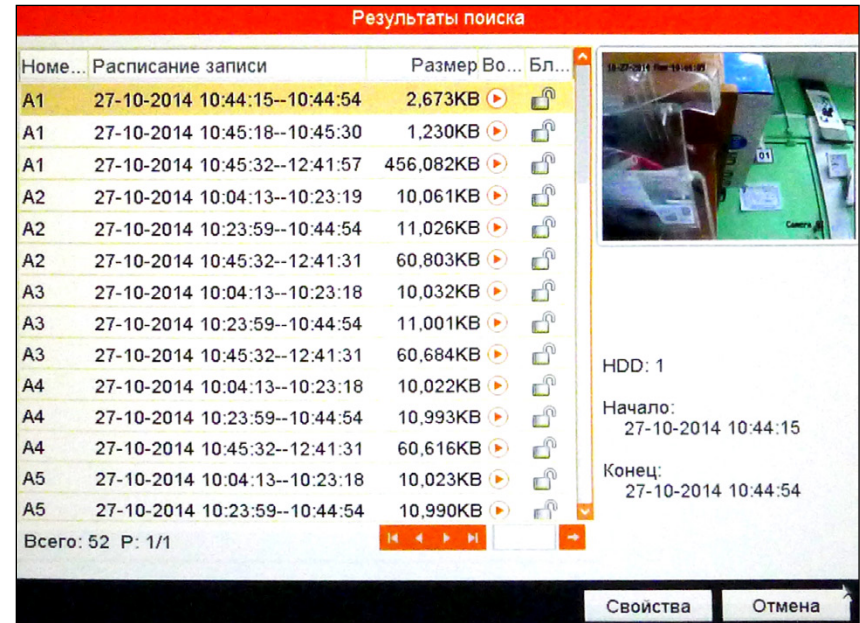 Результаты поиска
Номе... Расписание записи Размер Во... Бл...
A1 27-10-2014 10:44:15--10:44:54 2,673KB
A1 27-10-2014 10:45:18--10:45:30 1,230KB
A1 27-10-2014 10:45:32--12:41:57 456,082KB
A2 27-10-2014 10:04:13--10:23:19 10,061KB
A2 27-10-2014 10:23:59--10:44:54 11,026KB
A2 27-10-2014 10:45:32--12:41:31 60,803KB
A3 27-10-2014 10:04:13--10:23:18 10,032KB
A3 27-10-2014 10:23:59--10:44:54 11,001KB
A3 27-10-2014 10:45:32--12:41:31 60,684KB
A4 27-10-2014 10:04:13--10:23:18 10,022KB
A4 27-10-2014 10:23:59--10:44:54 10,993KB
A4 27-10-2014 10:45:32--12:41:31 60,616KB
A5 27-10-2014 10:04:13--10:23:18 10,023KB
A5 27-10-2014 10:23:59--10:44:54 10,990KB
Всего: 52 P: 1/1
01
HDD: 1
Начало:
27-10-2014 10:44:15
Конец:
27-10-2014 10:44:54
Свойства
Отмена